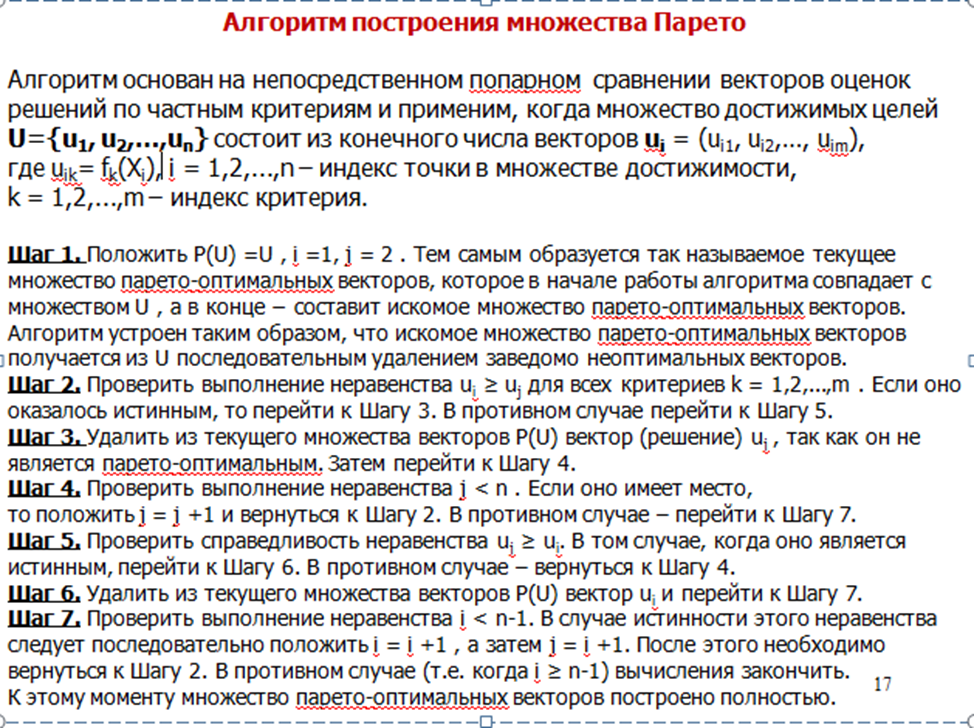 Алгоритм построения множества Парето
Алгоритм основан на непосредственном попарном сравнении векторов оценок
решений по частным критериям и применим, когда множество достижимых целей
U={u₁, u₂,...,uₙ} состоит из конечного числа векторов uᵢ = (uᵢ₁, uᵢ₂,..., uᵢₘ),
где uᵢₖ= fₖ(Xᵢ), i = 1,2,...,n – индекс точки в множестве достижимости,
k = 1,2,...,m – индекс критерия.
Шаг 1. Положить P(U) =U , i =1, j = 2 . Тем самым образуется так называемое текущее
множество парето-оптимальных векторов, которое в начале работы алгоритма совпадает с
множеством U , а в конце – составит искомое множество парето-оптимальных векторов.
Алгоритм устроен таким образом, что искомое множество парето-оптимальных векторов
получается из U последовательным удалением заведомо неоптимальных векторов.
Шаг 2. Проверить выполнение неравенства uᵢ ≥ uⱼ для всех критериев k = 1,2,...,m . Если оно
оказалось истинным, то перейти к Шагу 3. В противном случае перейти к Шагу 5.
Шаг 3. Удалить из текущего множества векторов P(U) вектор (решение) uⱼ , так как он не
является парето-оптимальным. Затем перейти к Шагу 4.
Шаг 4. Проверить выполнение неравенства j < n . Если оно имеет место,
то положить j = j +1 и вернуться к Шагу 2. В противном случае – перейти к Шагу 7.
Шаг 5. Проверить справедливость неравенства uⱼ ≥ uᵢ. В том случае, когда оно является
истинным, перейти к Шагу 6. В противном случае – вернуться к Шагу 4.
Шаг 6. Удалить из текущего множества векторов P(U) вектор uᵢ и перейти к Шагу 7.
Шаг 7. Проверить выполнение неравенства i < n-1. В случае истинности этого неравенства
следует последовательно положить i = i +1 , а затем j = i +1. После этого необходимо
вернуться к Шагу 2. В противном случае (т.е. когда i ≥ n-1) вычисления закончить.
К этому моменту множество парето-оптимальных векторов построено полностью.
17